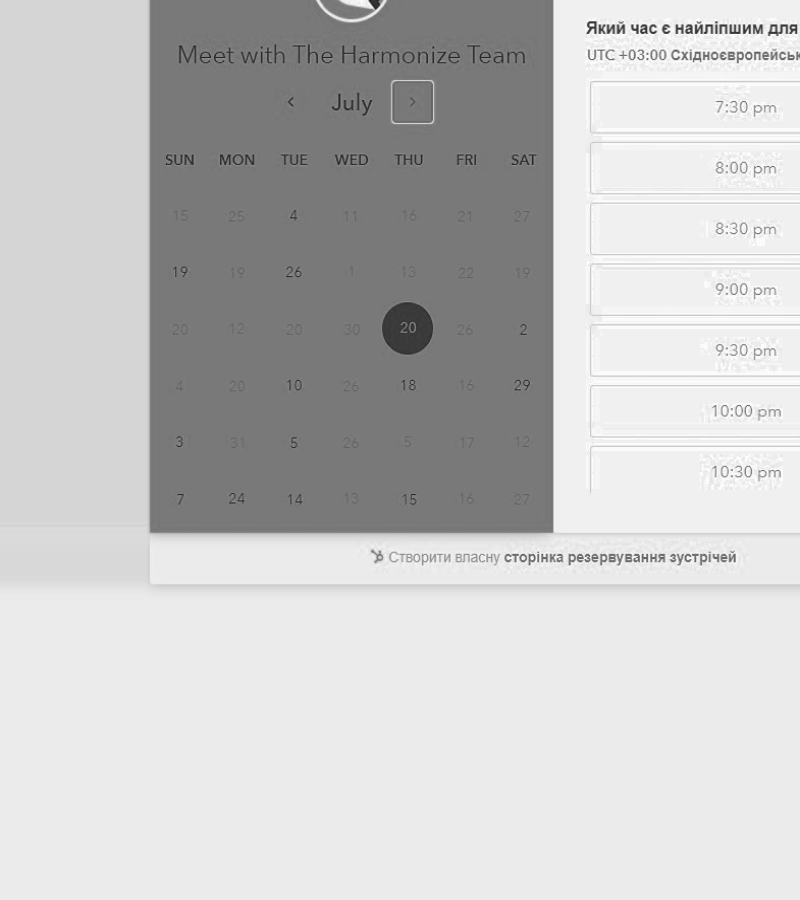 Meet with The Harmonize Team
July
SUN MON TUE WED THU FRI SAT
15 25 4 11 16 21 27
19 19 26 1 13 22 19
20 12 20 30 20 26 2
4 20 10 26 18 16 29
3 31 5 26 5 17 12
7 24 14 13 15 16 27
Який час є найліпшим для
UTC +03:00 Східноєвропейськ
7:30 pm
8:00 pm
8:30 pm
9:00 pm
9:30 pm
10:00 pm
10:30 pm
Створити власну сторінка резервування зустрічей